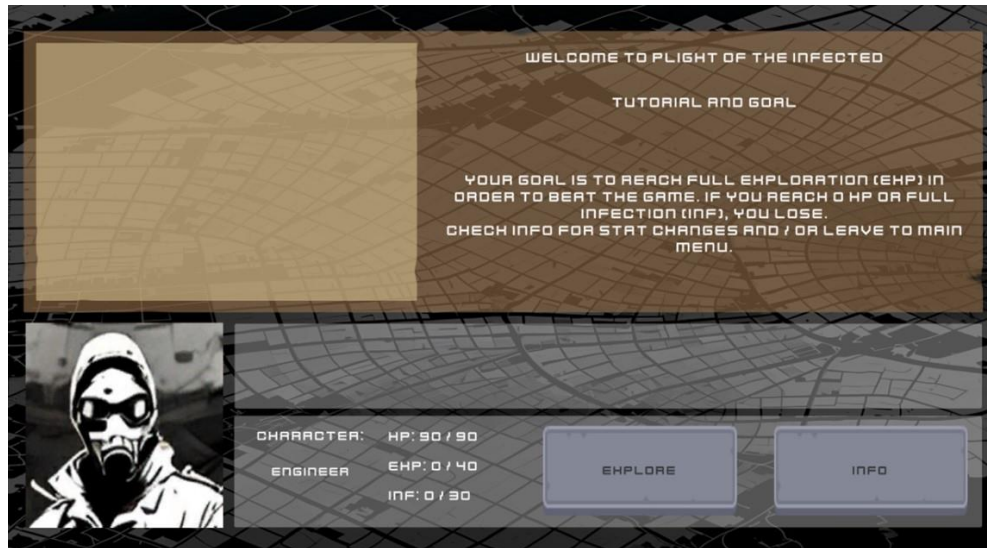 WELCOME TO PLIGHT OF THE INFECTED
TUTORIAL AND GOAL
YOUR GOAL IS TO REACH FULL EXPLORATION (EXP) IN
ORDER TO BEAT THE GAME. IF YOU REACH 0 HP OR FULL
INFECTION (INF), YOU LOSE.
CHECK INFO FOR STAT CHANGES AND / OR LEAVE TO MAIN
MENU.
CHARACTER:
ENGINEER
HP: 90 / 90
EXP: 0 / 40
INF: 0 / 30
EXPLORE
INFO